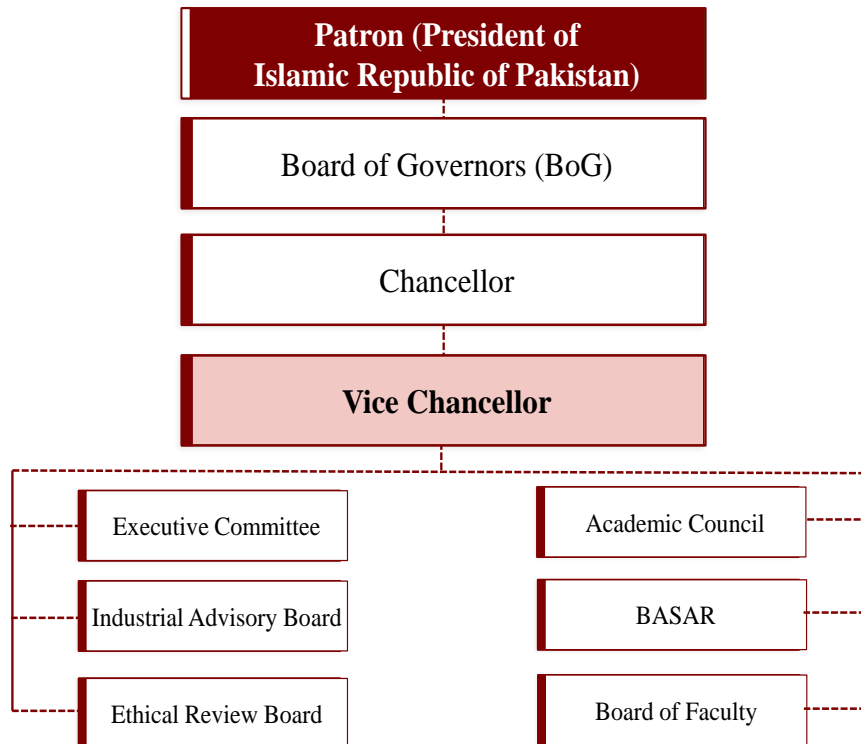 Patron (President of
Islamic Republic of Pakistan)
Board of Governors (BoG)
Chancellor
Vice Chancellor
Executive Committee
Industrial Advisory Board
Ethical Review Board
Academic Council
BASAR
Board of Faculty